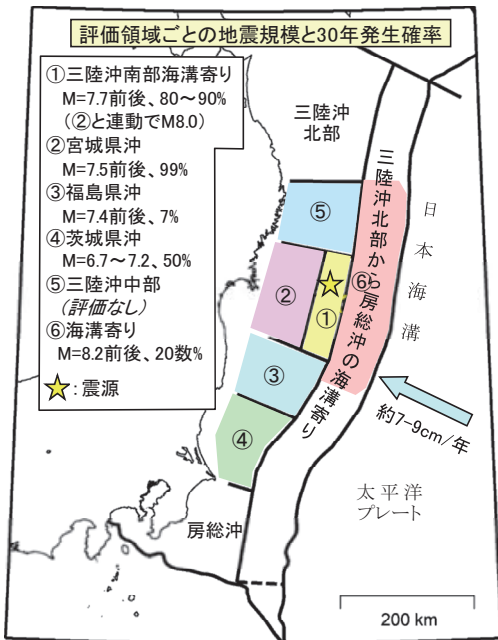 評価領域ごとの地震規模と30年発生確率
①三陸沖南部海溝寄り
M=7.7前後、80～90%
(②と連動でM8.0)
②宮城県沖
M=7.5前後、99%
③福島県沖
M=7.4前後、7%
④茨城県沖
M=6.7～7.2、50%
⑤三陸沖中部
(評価なし)
⑥海溝寄り
M=8.2前後、20数%
：震源
三陸沖
北部
三陸沖北部から房総沖の海溝寄り
日本海溝
⑤
⑥
②
①
③
④
約7-9cm/年
太平洋
プレート
房総沖
200 km